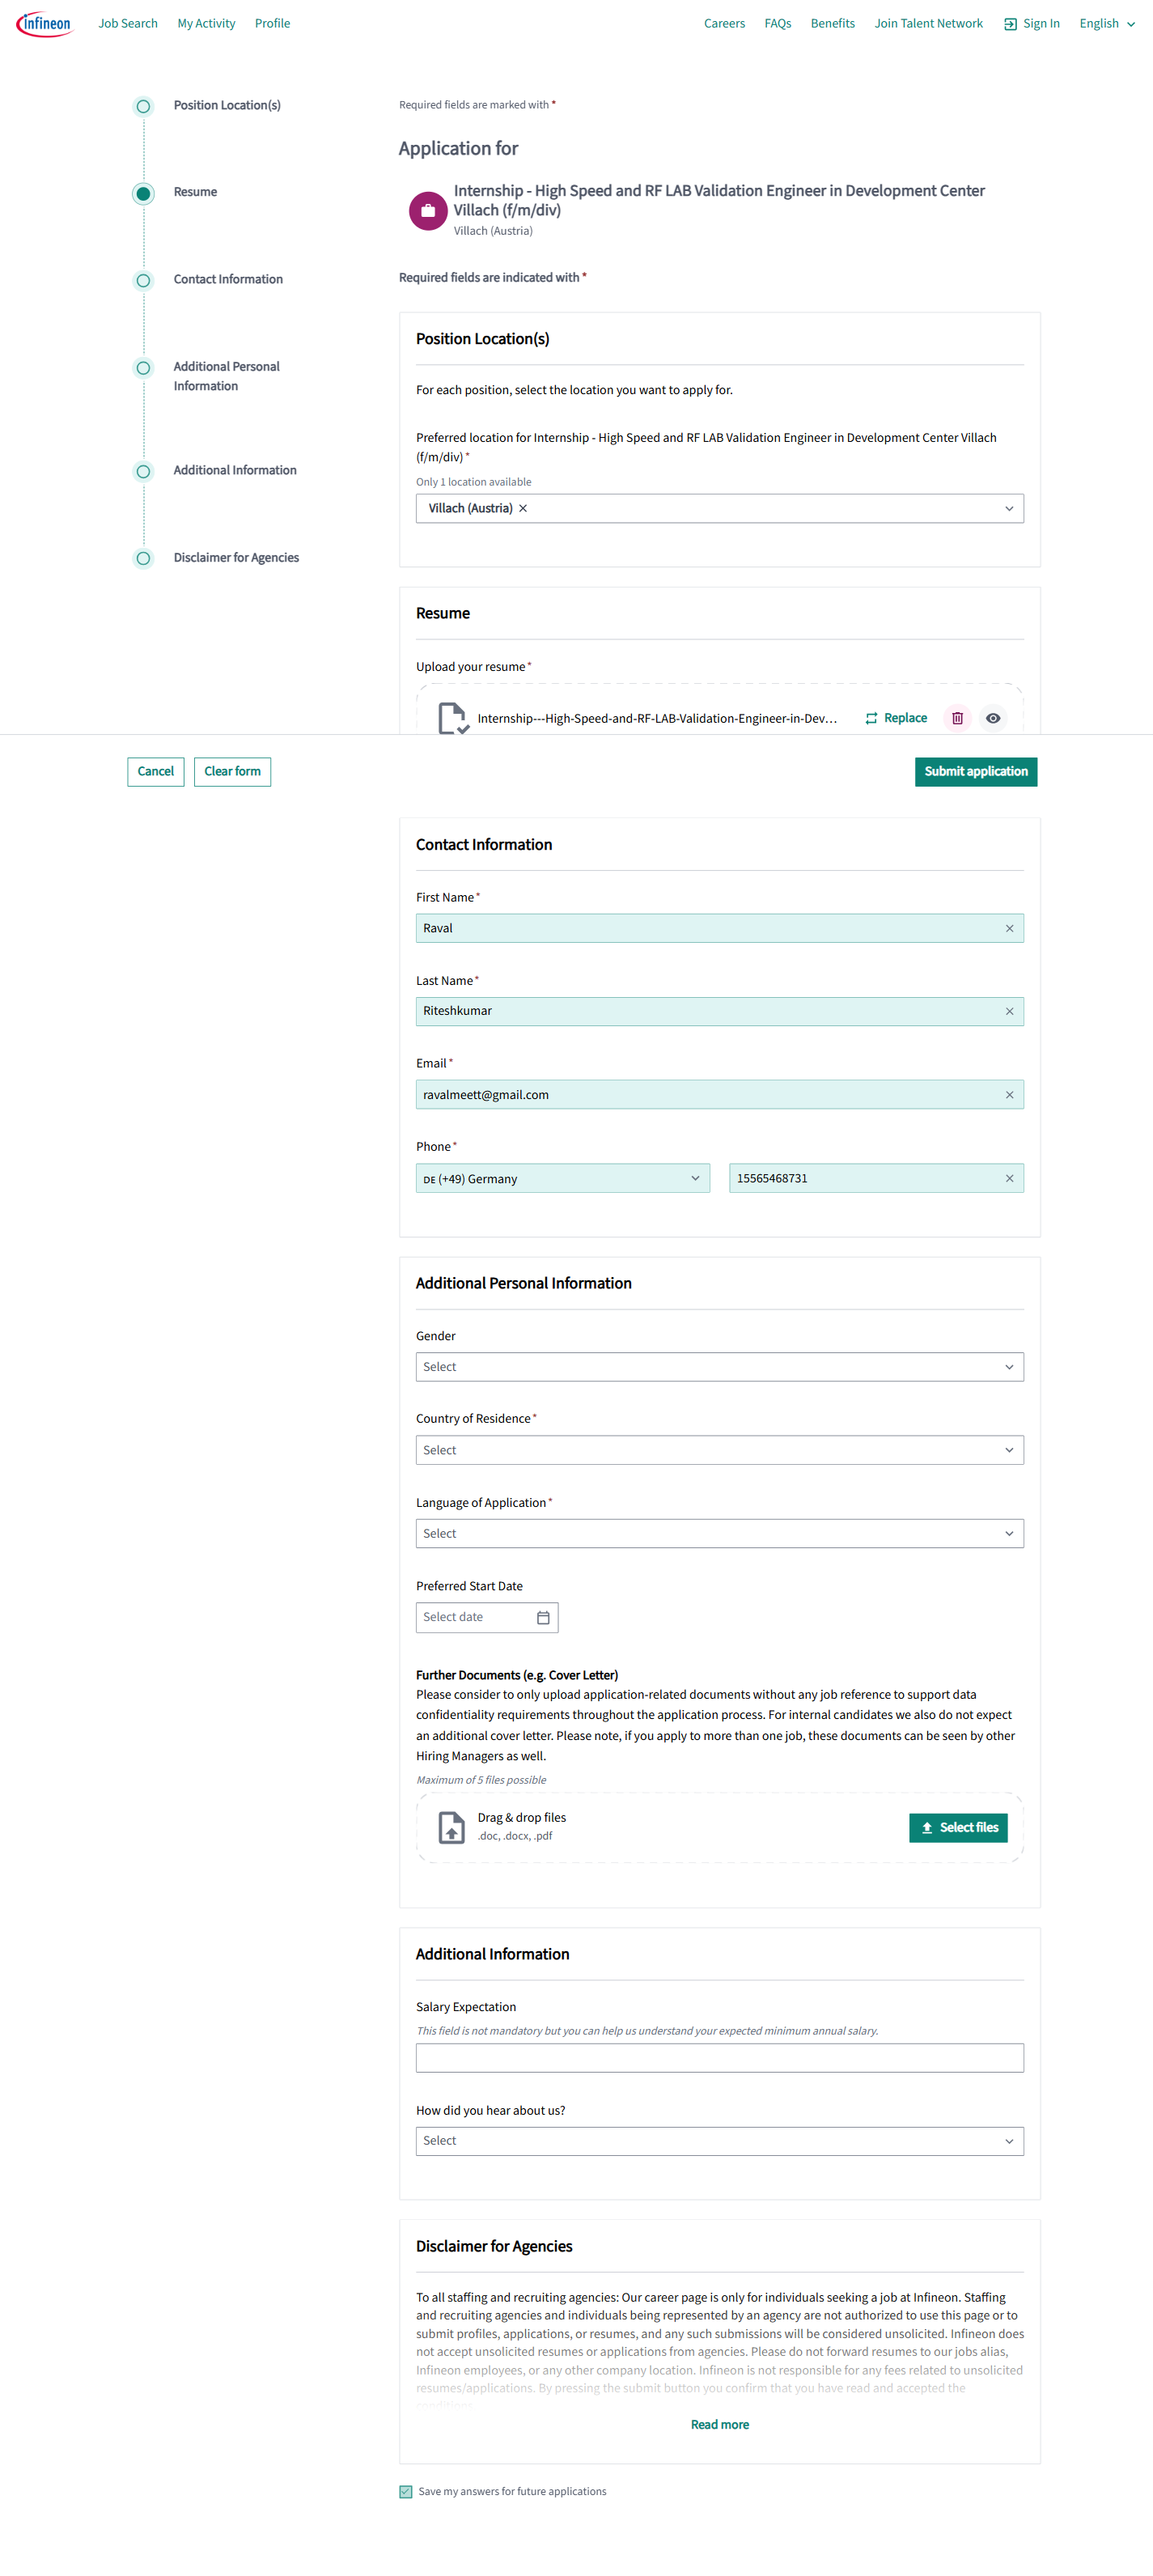 infineon
Job Search
My Activity
Profile
Careers
FAQs
Benefits
Join Talent Network
Sign In
English
Position Location(s)
Resume
Contact Information
Additional Personal
Information
Additional Information
Disclaimer for Agencies
Required fields are marked with *
Application for
Internship - High Speed and RF LAB Validation Engineer in Development Center
Villach (f/m/div)
Villach (Austria)
Required fields are indicated with *
Position Location(s)
For each position, select the location you want to apply for.
Preferred location for Internship - High Speed and RF LAB Validation Engineer in Development Center Villach
(f/m/div) *
Only 1 location available
Villach (Austria)
Resume
Upload your resume *
Internship---High-Speed-and-RF-LAB-Validation-Engineer-in-Dev...
Replace
Cancel
Clear form
Submit application
Contact Information
First Name *
Raval
Last Name *
Riteshkumar
Email *
ravalmeett@gmail.com
Phone *
DE (+49) Germany
15565468731
Additional Personal Information
Gender
Select
Country of Residence *
Select
Language of Application *
Select
Preferred Start Date
Select date
Further Documents (e.g. Cover Letter)
Please consider to only upload application-related documents without any job reference to support data
confidentiality requirements throughout the application process. For internal candidates we also do not expect
an additional cover letter. Please note, if you apply to more than one job, these documents can be seen by other
Hiring Managers as well.
Maximum of 5 files possible
Drag & drop files
.doc, .docx, .pdf
Select files
Additional Information
Salary Expectation
This field is not mandatory but you can help us understand your expected minimum annual salary.
How did you hear about us?
Select
Disclaimer for Agencies
To all staffing and recruiting agencies: Our career page is only for individuals seeking a job at Infineon. Staffing
and recruiting agencies and individuals being represented by an agency are not authorized to use this page or to
submit profiles, applications, or resumes, and any such submissions will be considered unsolicited. Infineon does
not accept unsolicited resumes or applications from agencies. Please do not forward resumes to our jobs alias,
Infineon employees, or any other company location. Infineon is not responsible for any fees related to unsolicited
resumes/applications. By pressing the submit button you confirm that you have read and accepted the
Read more
Save my answers for future applications